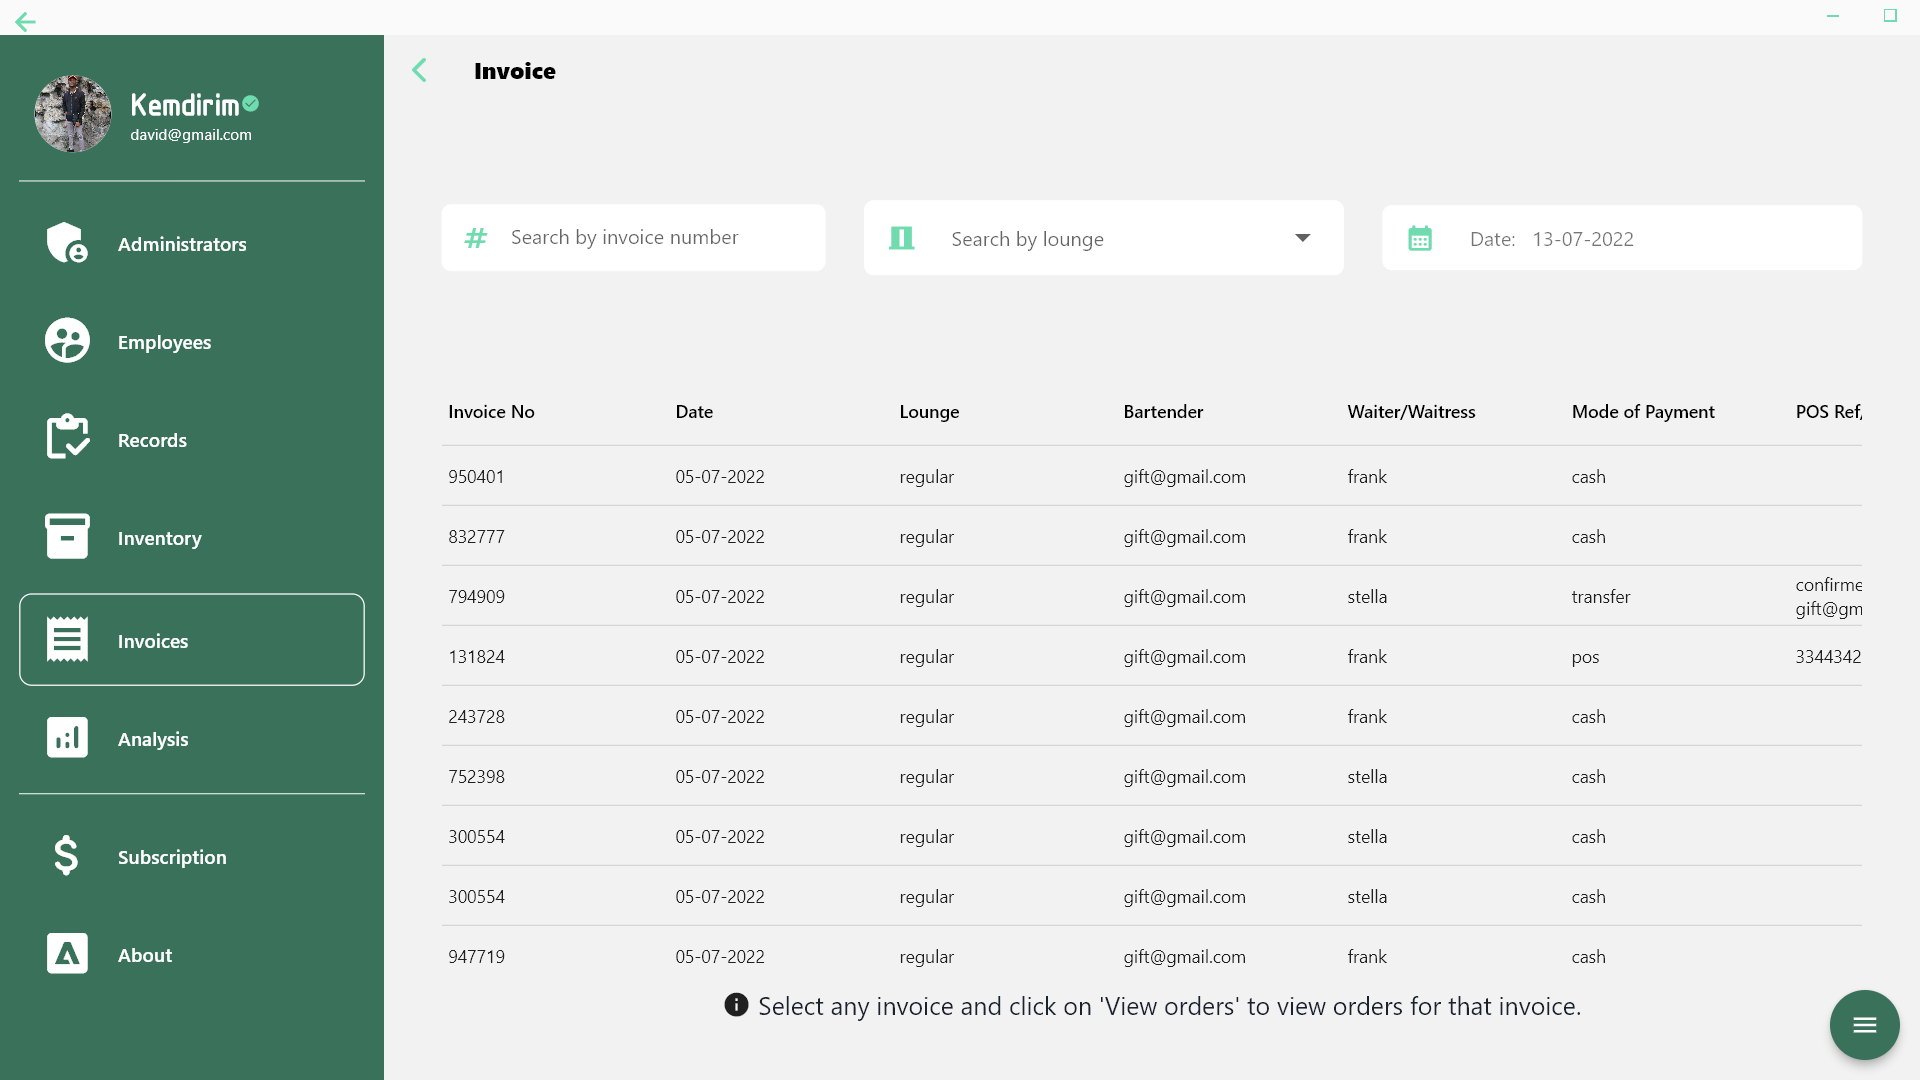 Kemdirim
david@gmail.com
Administrators
Employees
Records
Inventory
Invoices
Analysis
Subscription
About
Invoice
# Search by invoice number
Search by lounge
Date: 13-07-2022
Invoice No Date Lounge Bartender Waiter/Waitress Mode of Payment POS Ref/
950401 05-07-2022 regular gift@gmail.com frank cash
832777 05-07-2022 regular gift@gmail.com frank cash
794909 05-07-2022 regular gift@gmail.com stella transfer confirme
gift@gm
131824 05-07-2022 regular gift@gmail.com frank pos 3344342
243728 05-07-2022 regular gift@gmail.com frank cash
752398 05-07-2022 regular gift@gmail.com stella cash
300554 05-07-2022 regular gift@gmail.com stella cash
300554 05-07-2022 regular gift@gmail.com stella cash
947719 05-07-2022 regular gift@gmail.com frank cash
Select any invoice and click on 'View orders' to view orders for that invoice.